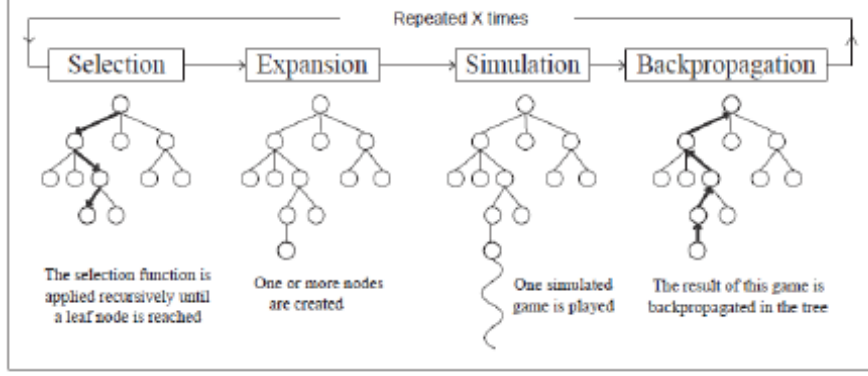 Repeated X times
Selection
Expansion
Simulation
Backpropagation
The selection function is
applied recursively until
a leaf node is reached
One or more nodes
are created
One simulated
game is played
The result of this game is
backpropagated in the tree